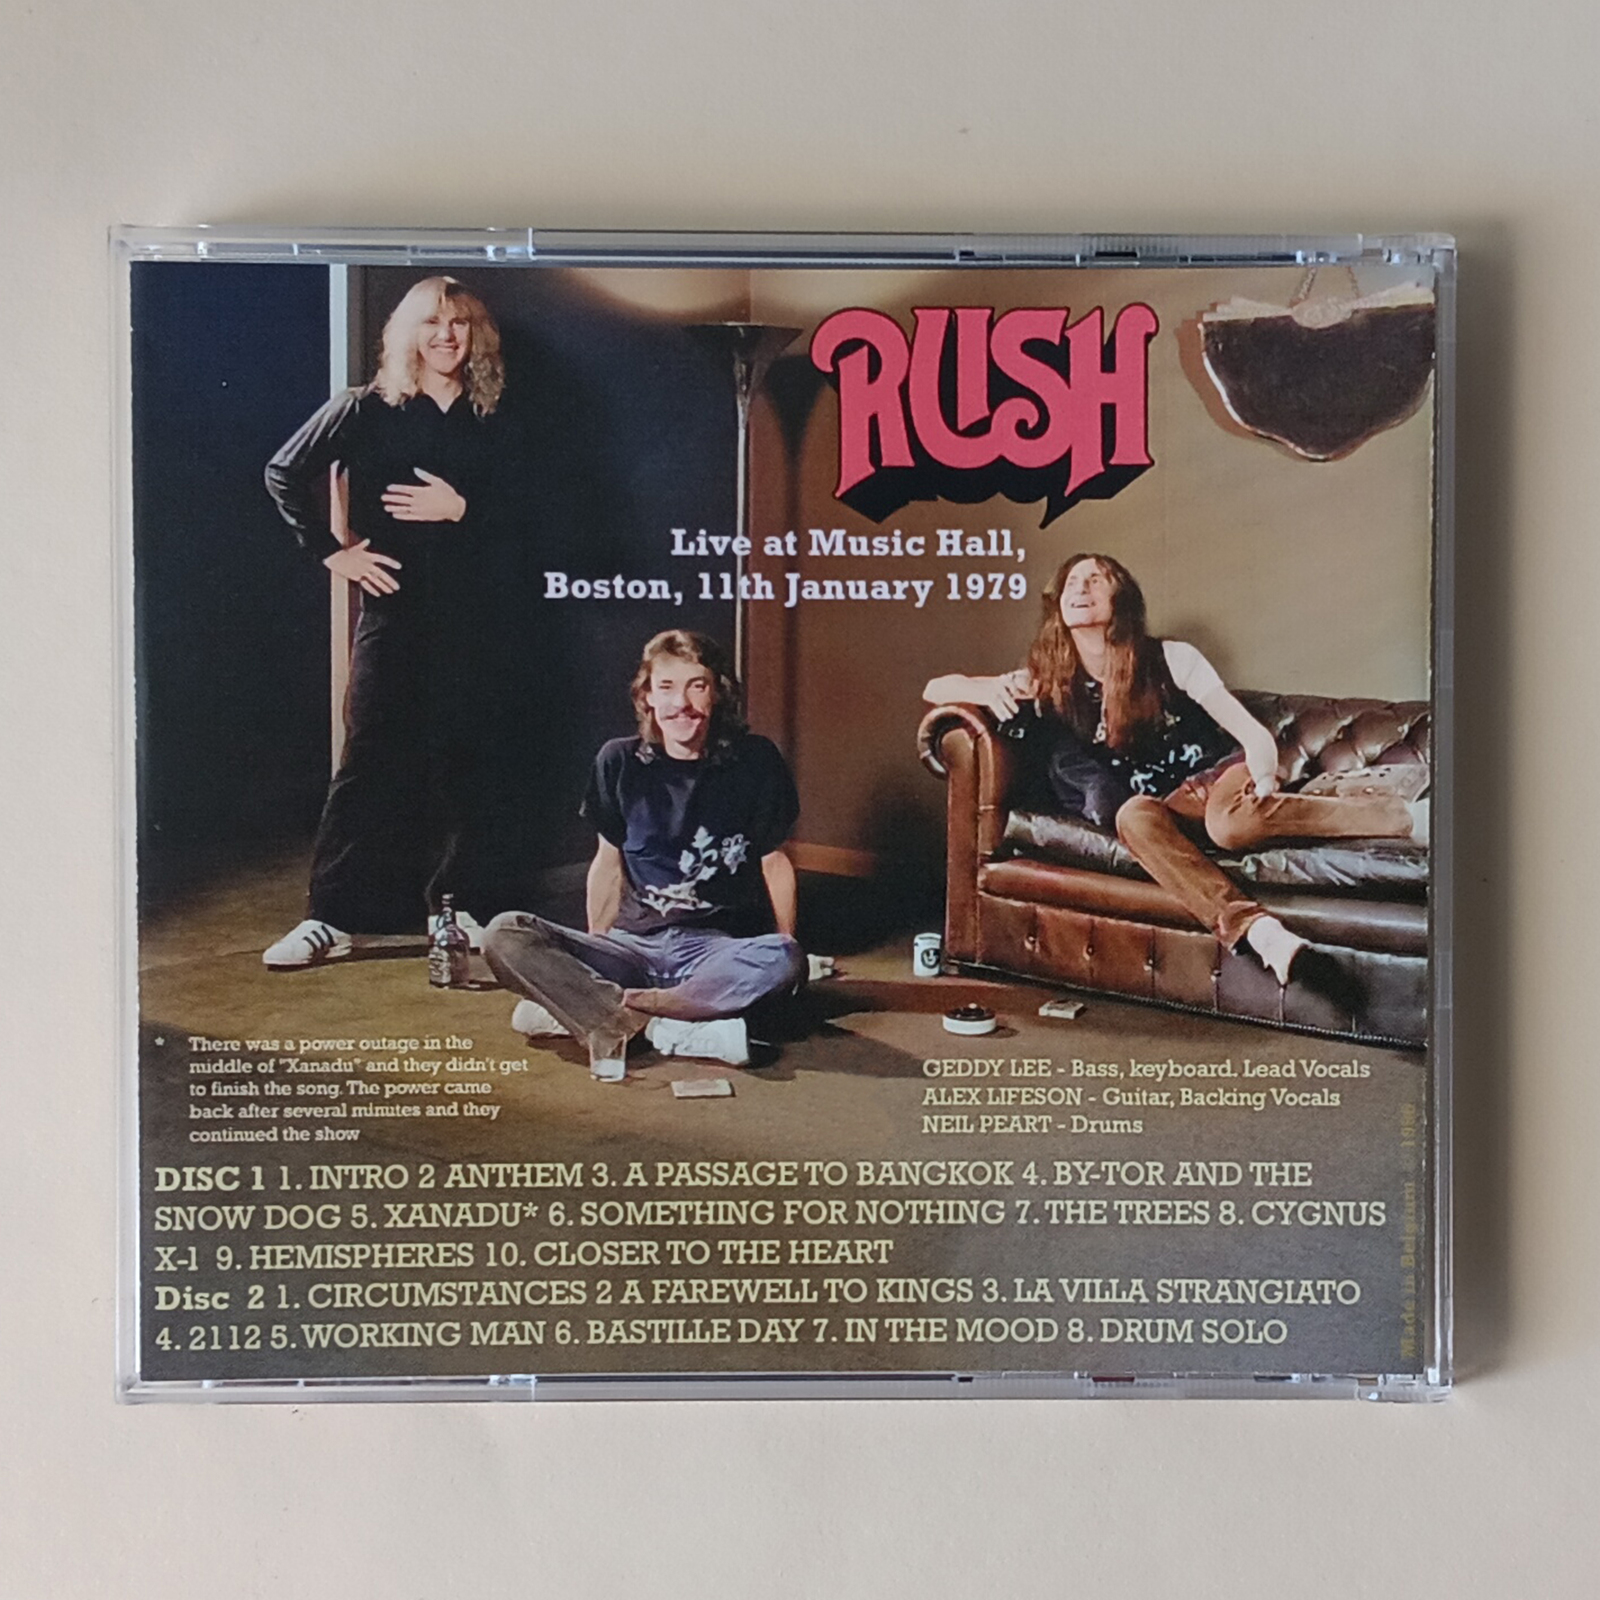 RUSH
Live at Music Hall,
Boston, 11th January 1979
* There was a power outage in the
middle of "Xanadu" and they didn't get
to finish the song. The power came
back after several minutes and they
continued the show
GEDDY LEE - Bass, keyboard. Lead Vocals
ALEX LIFESON - Guitar, Backing Vocals
NEIL PEART - Drums
DISC 1 1. INTRO 2 ANTHEM 3. A PASSAGE TO BANGKOK 4. BY-TOR AND THE
SNOW DOG 5. XANADU* 6. SOMETHING FOR NOTHING 7. THE TREES 8. CYGNUS
X-1 9. HEMISPHERES 10. CLOSER TO THE HEART
Disc 2 1. CIRCUMSTANCES 2 A FAREWELL TO KINGS 3. LA VILLA STRANGIATO
4. 2112 5. WORKING MAN 6. BASTILLE DAY 7. IN THE MOOD 8. DRUM SOLO
Made in Belgium